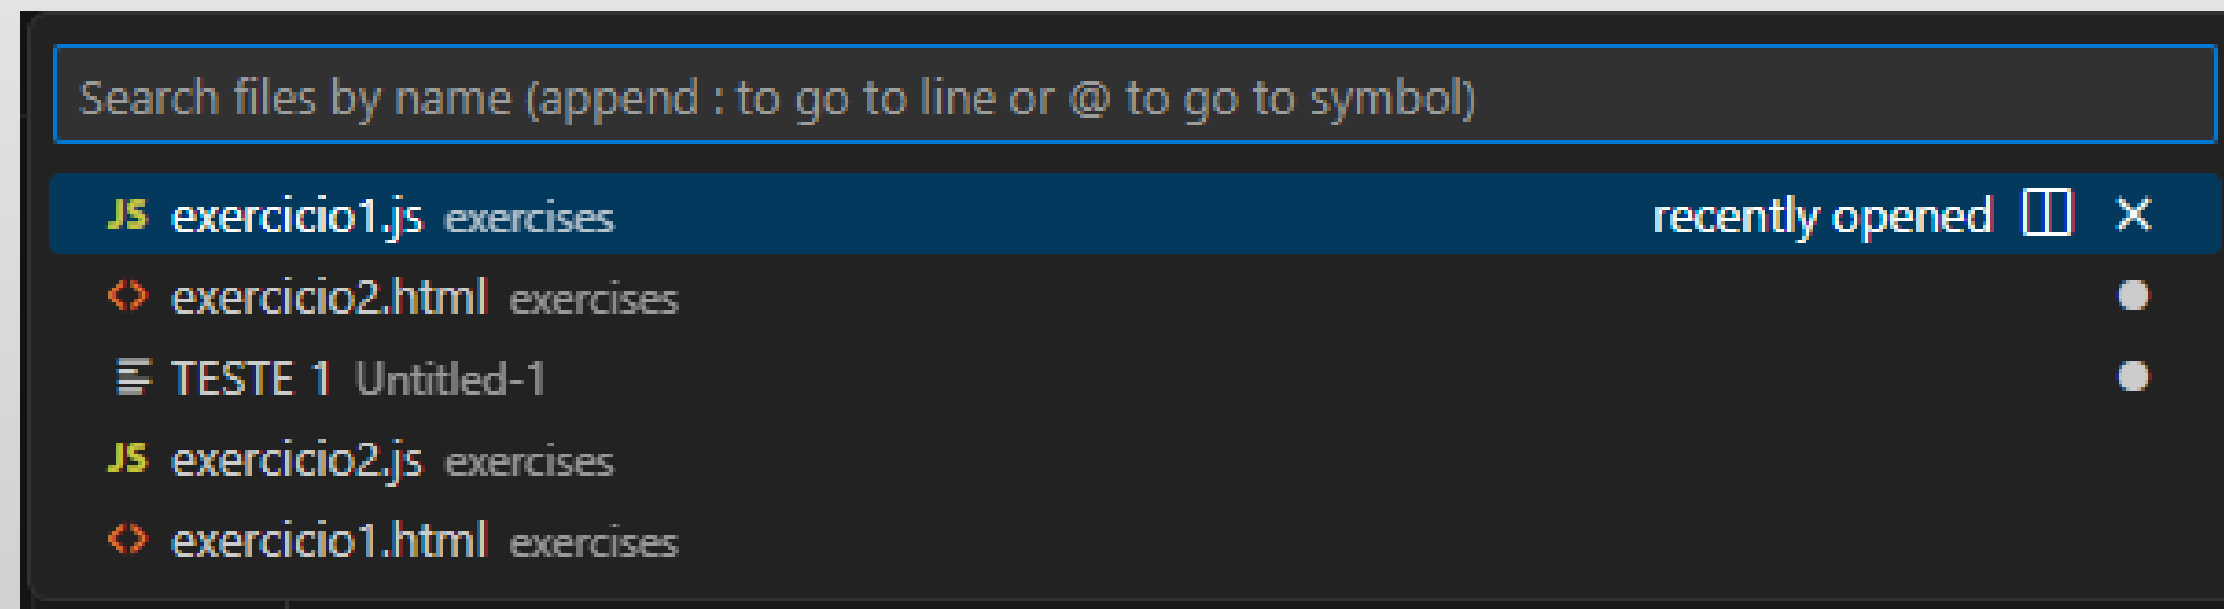 Search files by name (append : to go to line or @ to go to symbol)
JS exercicio1.js exercises recently opened
exercicio2.html exercises
TESTE 1 Untitled-1
JS exercicio2.js exercises
exercicio1.html exercises